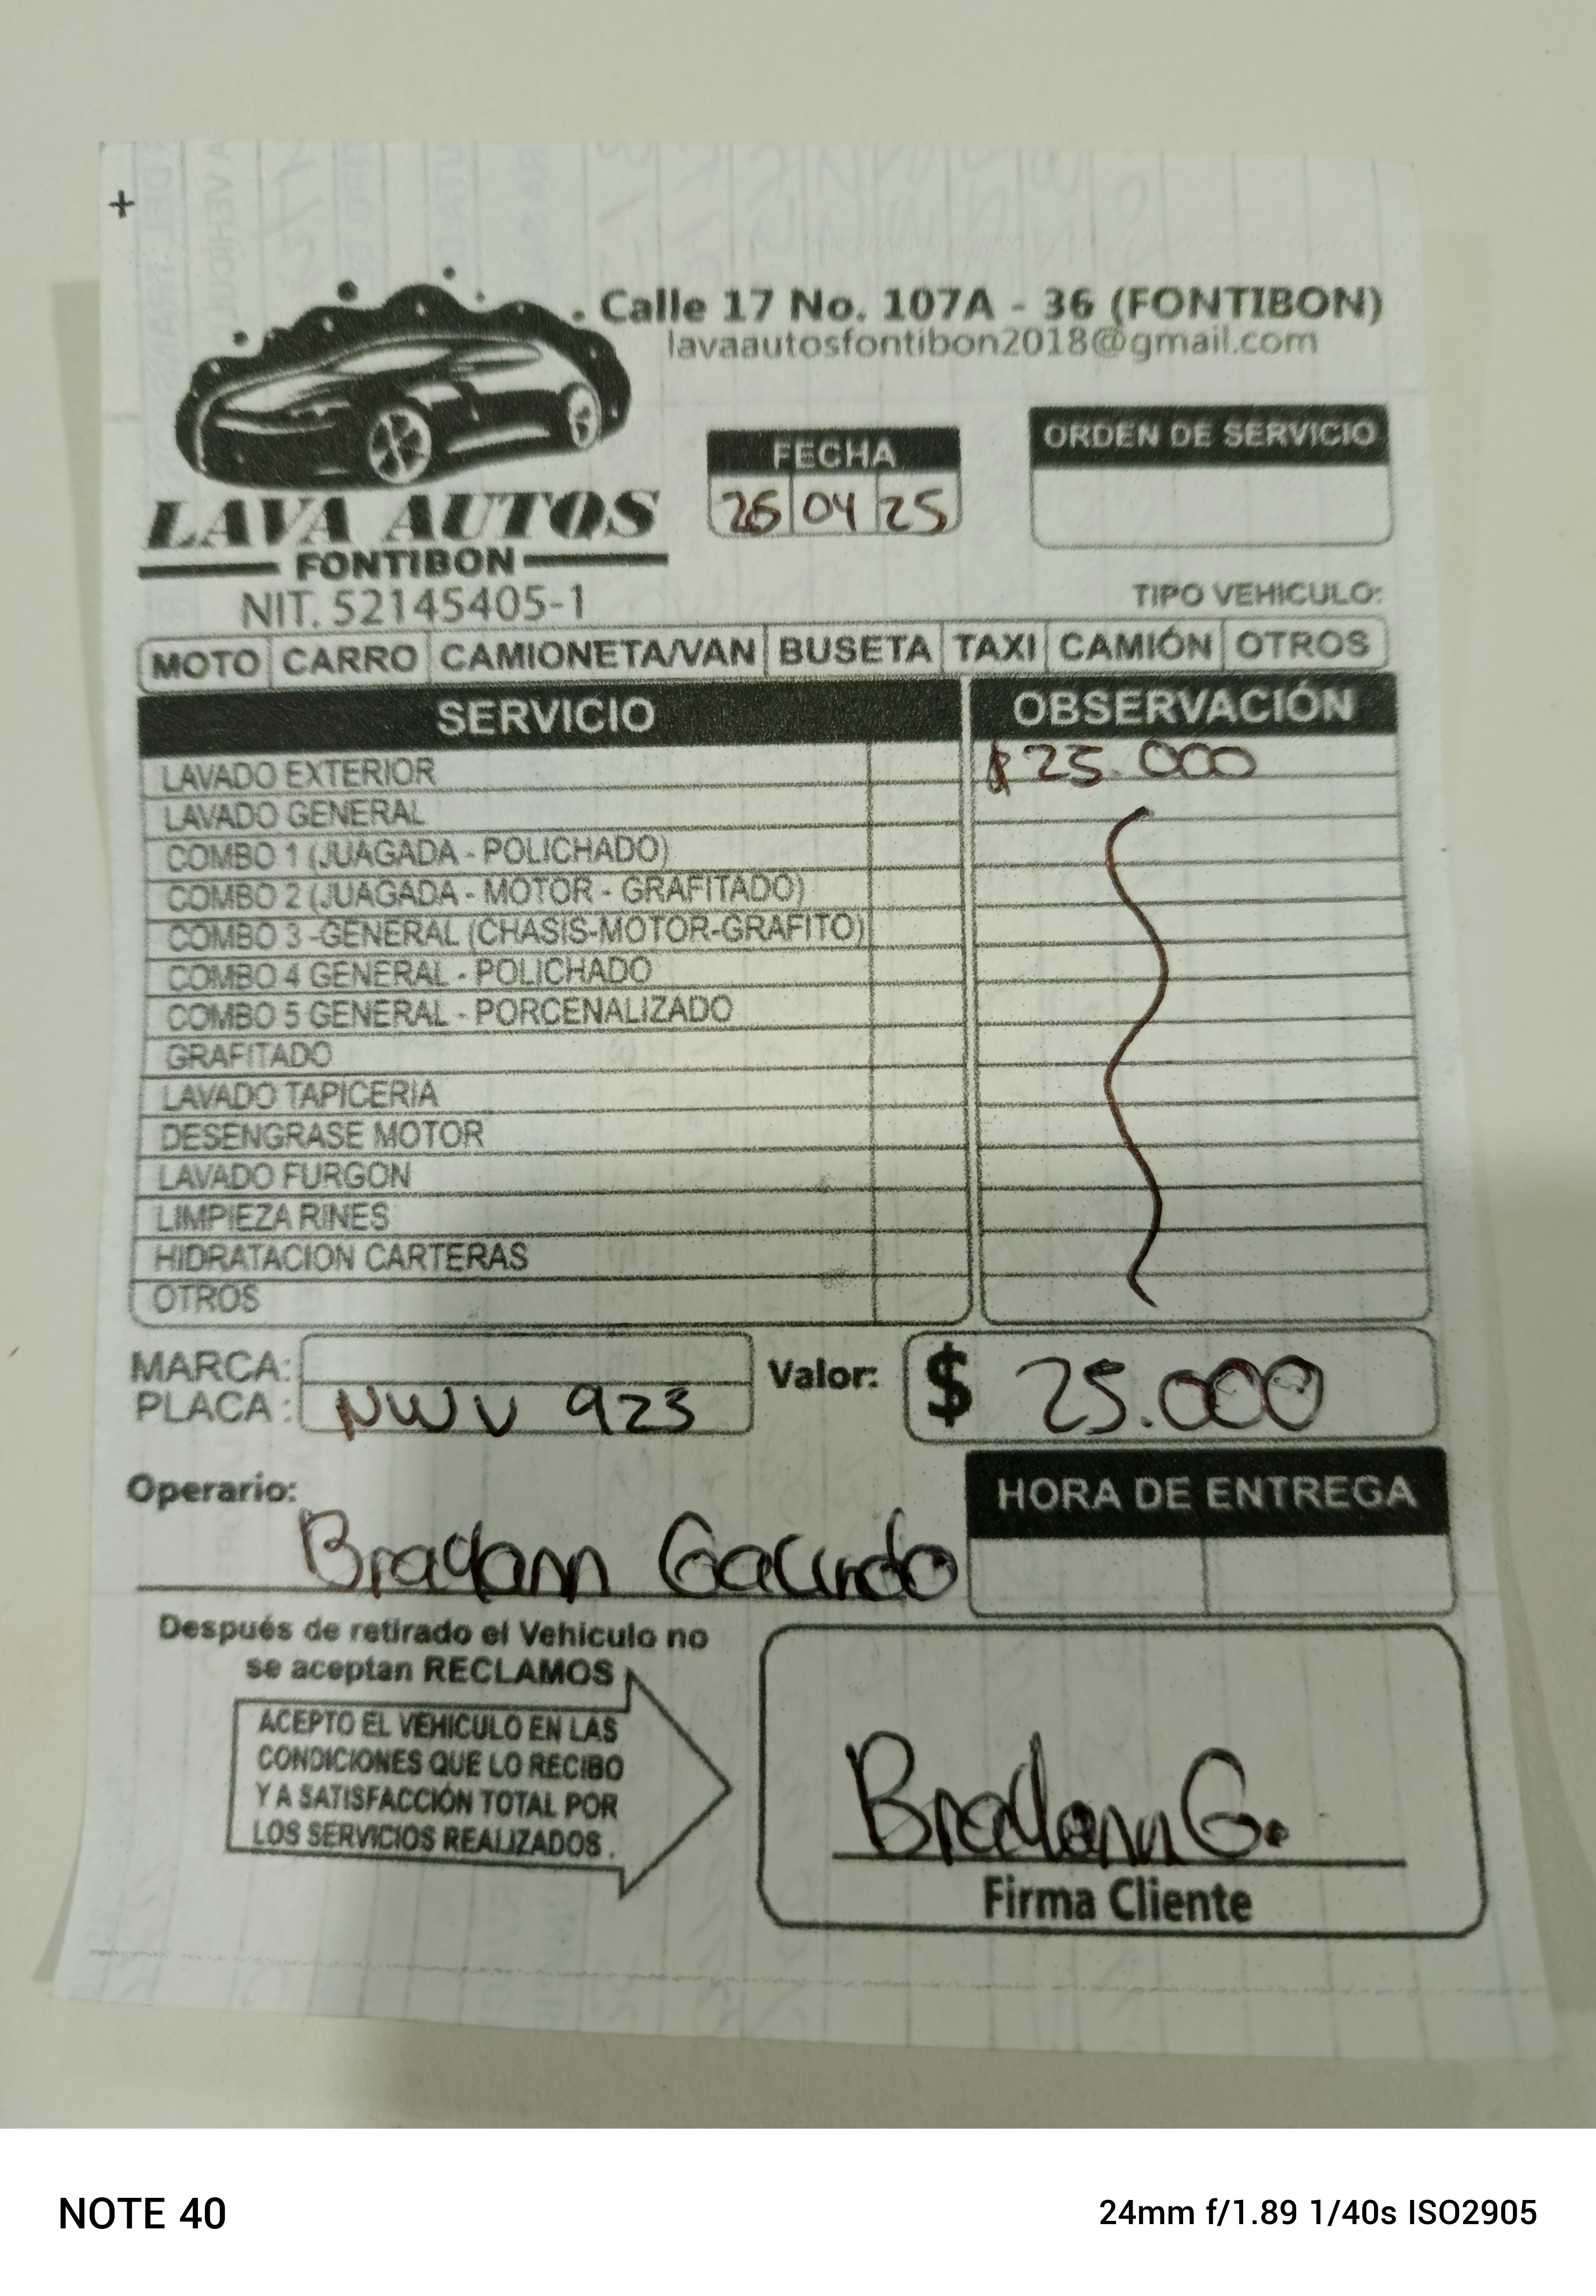 +
Calle 17 No. 107A - 36 (FONTIBON)
lavaautosfontibon2018@gmail.com
LAVA AUTOS
FONTIBON
NIT. 52145405-1
FECHA
26 04 25
ORDEN DE SERVICIO
TIPO VEHICULO:
MOTO CARRO CAMIONETA/VAN BUSETA TAXI CAMIÓN OTROS
SERVICIO OBSERVACIÓN
LAVADO EXTERIOR $25.000
LAVADO GENERAL
COMBO 1 (JUAGADA - POLICHADO)
COMBO 2 (JUAGADA - MOTOR - GRAFITADO)
COMBO 3 -GENERAL (CHASIS-MOTOR-GRAFITO)
COMBO 4 GENERAL - POLICHADO
COMBO 5 GENERAL - PORCENALIZADO
GRAFITADO
LAVADO TAPICERIA
DESENGRASE MOTOR
LAVADO FURGON
LIMPIEZA RINES
HIDRATACION CARTERAS
OTROS
MARCA:
PLACA: NWV 923
Valor: $ 25.000
Operario: Brayann Galindo
HORA DE ENTREGA
Después de retirado el Vehiculo no
se aceptan RECLAMOS
ACEPTO EL VEHICULO EN LAS
CONDICIONES QUE LO RECIBO
Y A SATISFACCIÓN TOTAL POR
LOS SERVICIOS REALIZADOS.
Brayann G.
Firma Cliente
NOTE 40
24mm f/1.89 1/40s ISO2905